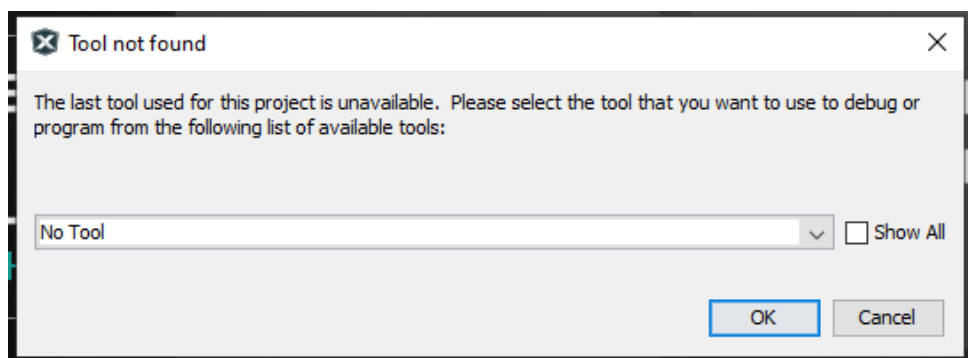 Tool not found
The last tool used for this project is unavailable.  Please select the tool that you want to use to debug or
program from the following list of available tools:
No Tool
Show All
OK
Cancel